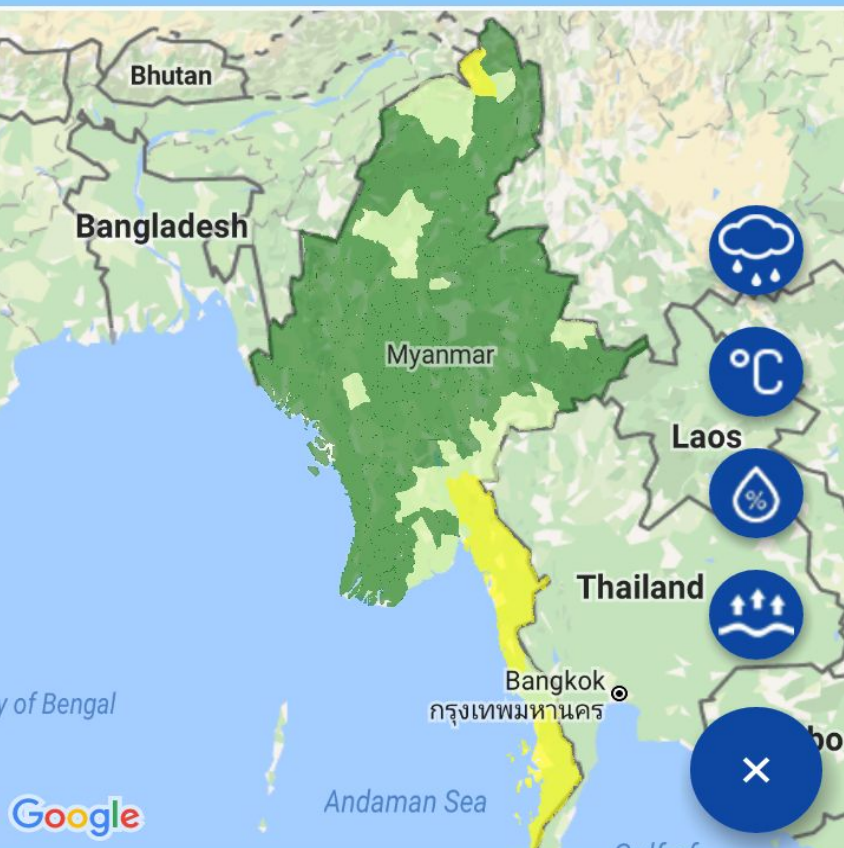 Bhutan
Bangladesh
Myanmar
°C
Laos
%
Thailand
Bangkok
กรุงเทพมหานคร
y of Bengal
bo
Andaman Sea
Google